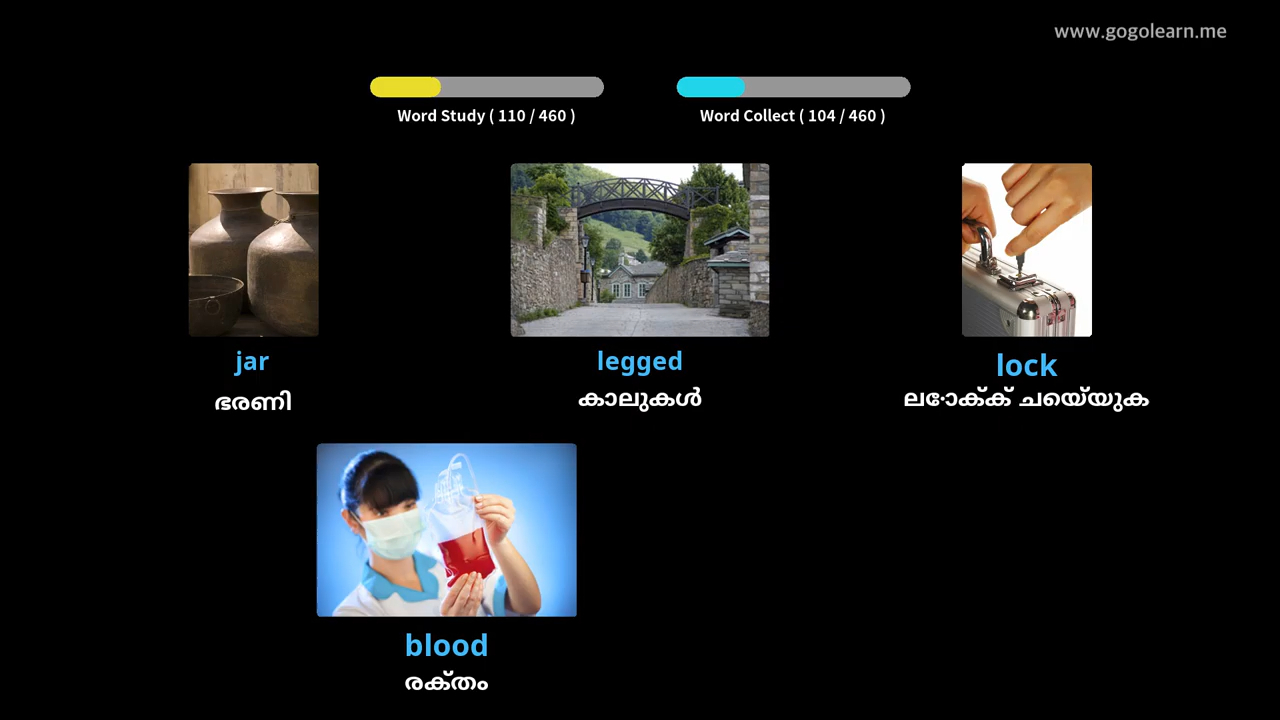 www.gogolearn.me
Word Study ( 110 / 460 )
Word Collect ( 104 / 460 )
jar
legged
lock
ഭരണി
കാലുകൾ
ലോക്ക് ചെയ്യുക
blood
രക്തം